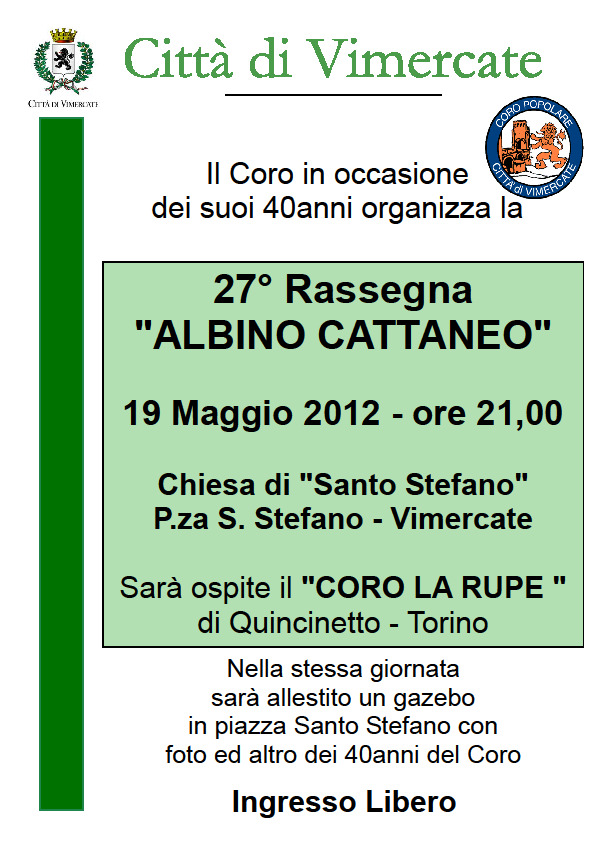 Città di Vimercate
CITTÀ DI VIMERCATE
CORO POPOLARE
CITTÀ di VIMERCATE
Il Coro in occasione
dei suoi 40anni organizza la
27° Rassegna
"ALBINO CATTANEO"
19 Maggio 2012 - ore 21,00
Chiesa di "Santo Stefano"
P.za S. Stefano - Vimercate
Sarà ospite il "CORO LA RUPE "
di Quincinetto - Torino
Nella stessa giornata
sarà allestito un gazebo
in piazza Santo Stefano con
foto ed altro dei 40anni del Coro
Ingresso Libero